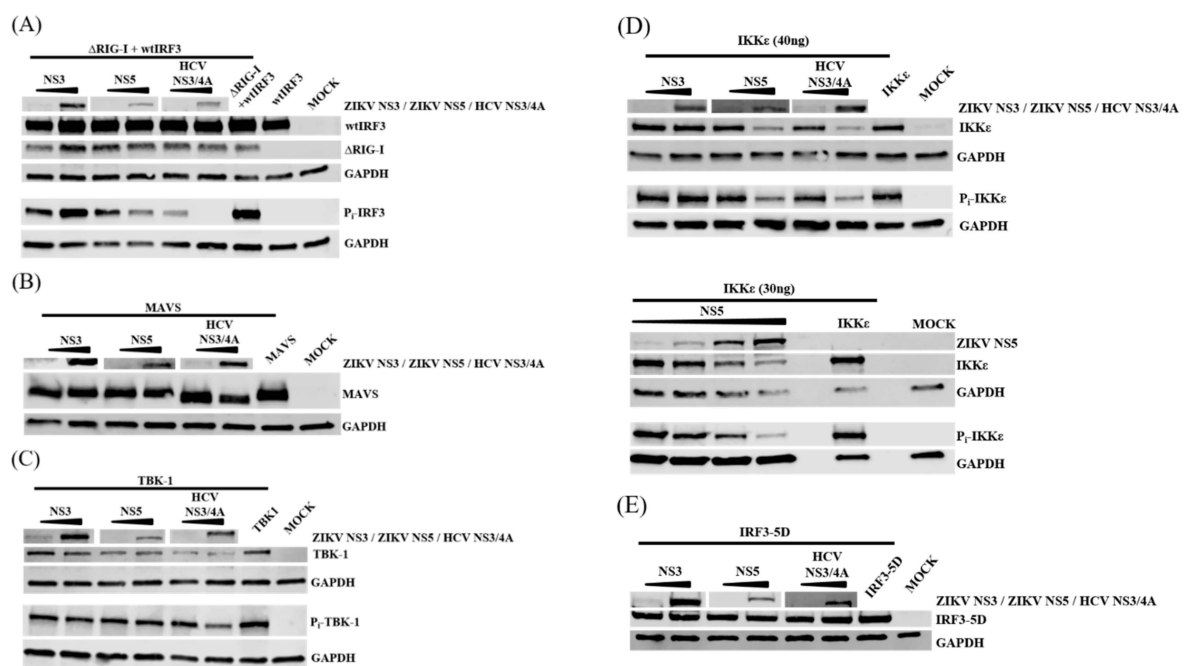 (A)
ΔRIG-I + wtIRF3
NS3
NS5
HCV
NS3/4A
ΔRIG-I
+wtIRF3
wtIRF3
MOCK
ZIKV NS3 / ZIKV NS5 / HCV NS3/4A
wtIRF3
ΔRIG-I
GAPDH
Pi-IRF3
GAPDH
(B)
MAVS
NS3
NS5
HCV
NS3/4A
MAVS
MOCK
ZIKV NS3 / ZIKV NS5 / HCV NS3/4A
MAVS
GAPDH
(C)
TBK-1
NS3
NS5
HCV
NS3/4A
TBK1
MOCK
ZIKV NS3 / ZIKV NS5 / HCV NS3/4A
TBK-1
GAPDH
Pi-TBK-1
GAPDH
(D)
IKKε (40ng)
NS3
NS5
HCV
NS3/4A
IKKε
MOCK
ZIKV NS3 / ZIKV NS5 / HCV NS3/4A
IKKε
GAPDH
Pi-IKKε
GAPDH
IKKε (30ng)
NS5
IKKε
MOCK
ZIKV NS5
IKKε
GAPDH
Pi-IKKε
GAPDH
(E)
IRF3-5D
NS3
NS5
HCV
NS3/4A
IRF3-5D
MOCK
ZIKV NS3 / ZIKV NS5 / HCV NS3/4A
IRF3-5D
GAPDH